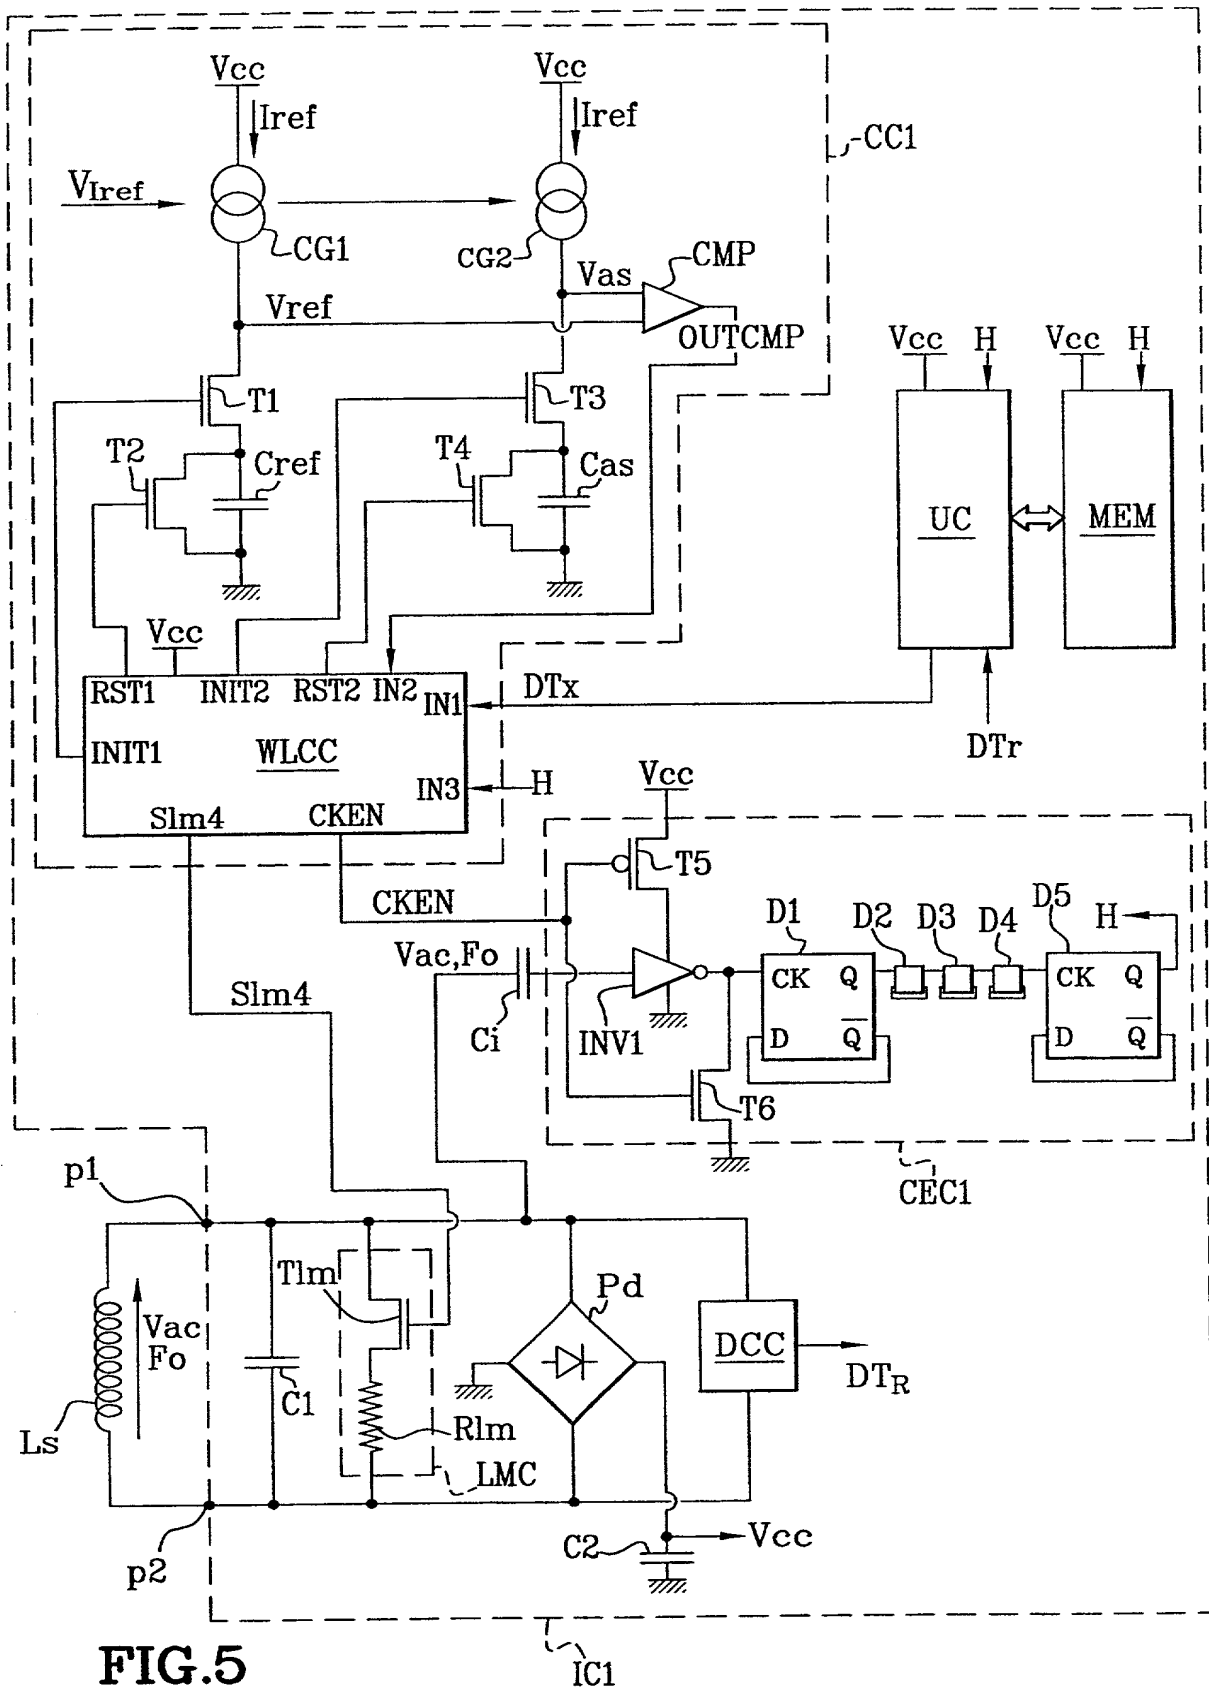 Vcc
Vcc
Iref
Iref
CC1
VIref
CG1
CG2
CMP
Vas
Vref
OUTCMP
Vcc
H
Vcc
H
T1
T3
T2
Cref
T4
Cas
UC
MEM
Vcc
RST1
INIT2
RST2
IN2
IN1
DTx
INIT1
WLCC
DTr
IN3
H
Vcc
Slm4
CKEN
T5
CKEN
D1
D2
D3
D4
D5
H
Vac,Fo
CK
Q
CK
Q
Slm4
Ci
INV1
D
Q
D
Q
T6
p1
CEC1
Tlm
Pd
Vac
Fo
DCC
DTR
C1
Ls
Rlm
LMC
C2
Vcc
p2
FIG.5
IC1